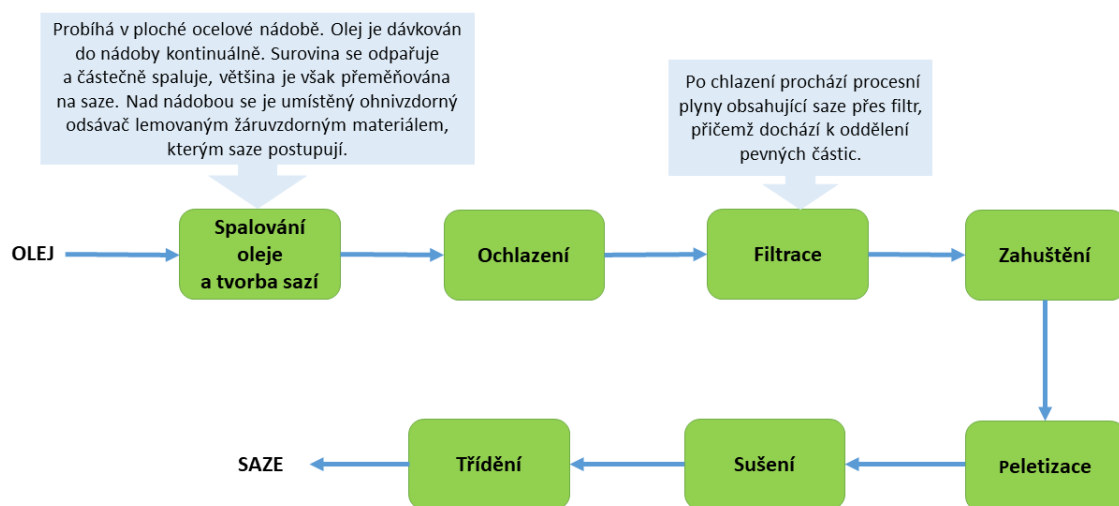 Probíhá v ploché ocelové nádobě. Olej je dávkován
do nádoby kontinuálně. Surovina se odpařuje
a částečně spaluje, většina je však přeměňována
na saze. Nad nádobou se je umístěný ohnivzdorný
odsávač lemovaným žáruvzdorným materiálem,
kterým saze postupují.
Po chlazení prochází procesní
plyny obsahující saze přes filtr,
přičemž dochází k oddělení
pevných částic.
OLEJ
Spalování
oleje
a tvorba sazí
Ochlazení
Filtrace
Zahuštění
Peletizace
Sušení
Třídění
SAZE